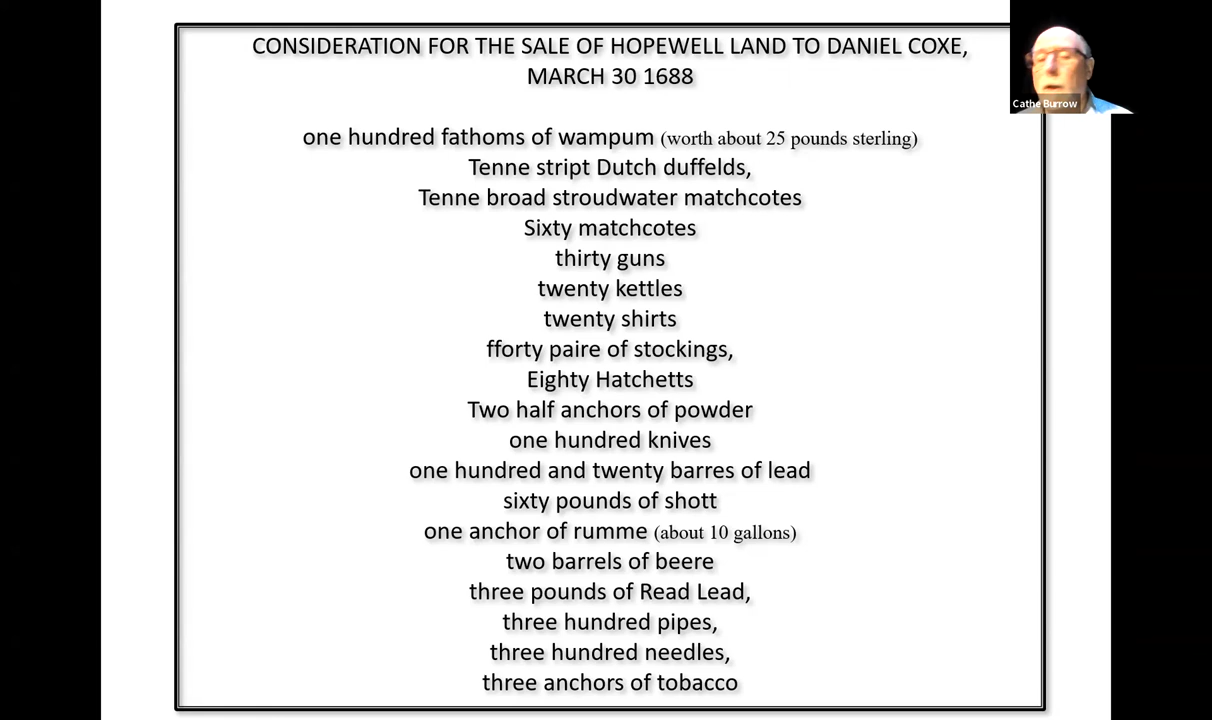 CONSIDERATION FOR THE SALE OF HOPEWELL LAND TO DANIEL COXE,
MARCH 30 1688
one hundred fathoms of wampum (worth about 25 pounds sterling)
Tenne stript Dutch duffelds,
Tenne broad stroudwater matchcotes
Sixty matchcotes
thirty guns
twenty kettles
twenty shirts
fforty paire of stockings,
Eighty Hatchetts
Two half anchors of powder
one hundred knives
one hundred and twenty barres of lead
sixty pounds of shott
one anchor of rumme (about 10 gallons)
two barrels of beere
three pounds of Read Lead,
three hundred pipes,
three hundred needles,
three anchors of tobacco
Cathe Burrow